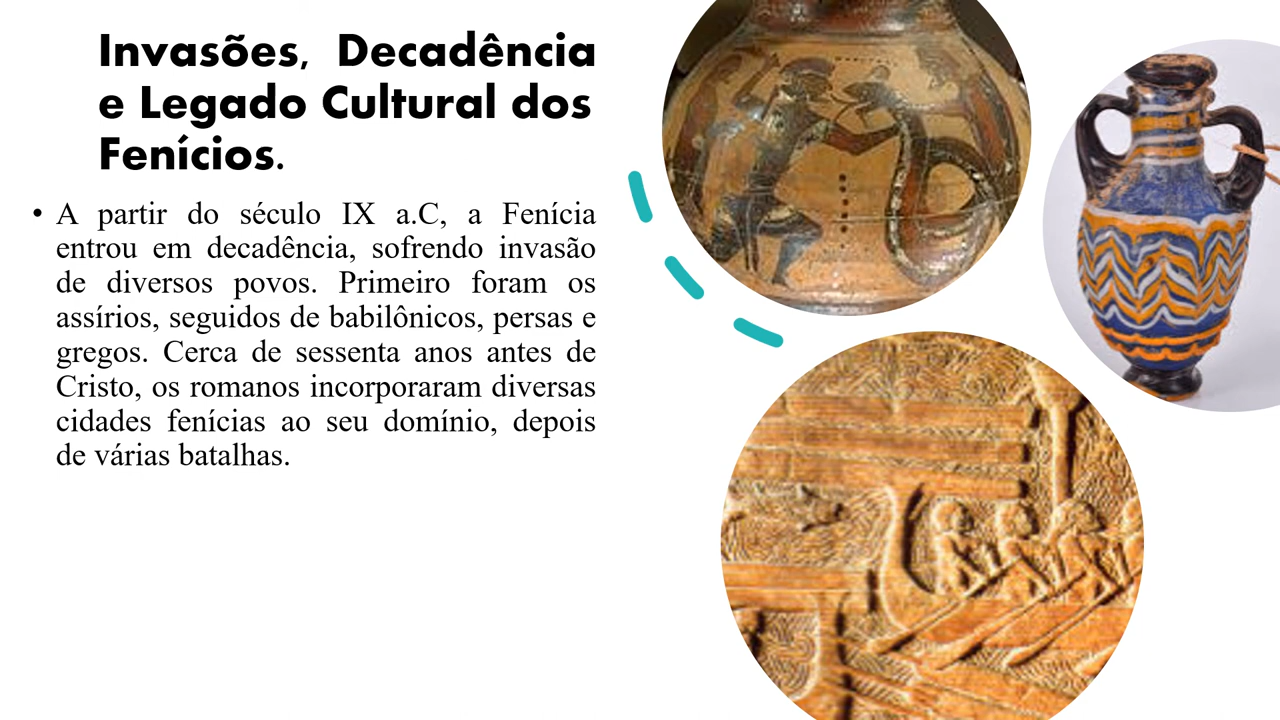 Invasões, Decadência
e Legado Cultural dos
Fenícios.
• A partir do século IX a.C, a Fenícia
entrou em decadência, sofrendo invasão
de diversos povos. Primeiro foram os
assírios, seguidos de babilônicos, persas e
gregos. Cerca de sessenta anos antes de
Cristo, os romanos incorporaram diversas
cidades fenícias ao seu domínio, depois
de várias batalhas.